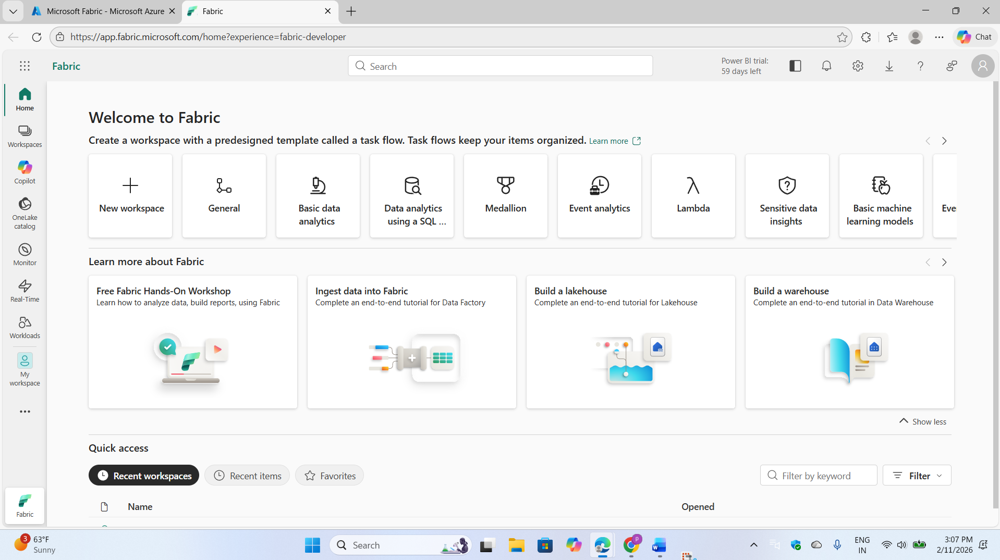 Microsoft Fabric - Microsoft Azure
Fabric
https://app.fabric.microsoft.com/home?experience=fabric-developer
Chat
Fabric
Search
Power BI trial:
59 days left
Home
Workspaces
Copilot
OneLake
catalog
Monitor
Real-Time
Workloads
My
workspace
Fabric
Welcome to Fabric
Create a workspace with a predesigned template called a task flow. Task flows keep your items organized. Learn more
New workspace
General
Basic data
analytics
Data analytics
using a SQL ...
Medallion
Event analytics
Lambda
Sensitive data
insights
Basic machine
learning models
Eve
Learn more about Fabric
Free Fabric Hands-On Workshop
Learn how to analyze data, build reports, using Fabric
Ingest data into Fabric
Complete an end-to-end tutorial for Data Factory
Build a lakehouse
Complete an end-to-end tutorial for Lakehouse
Build a warehouse
Complete an end-to-end tutorial in Data Warehouse
Show less
Quick access
Recent workspaces
Recent items
Favorites
Filter by keyword
Filter
Name
Opened
3
63°F
Sunny
Search
P
W
ENG
IN
3:07 PM
2/11/2026